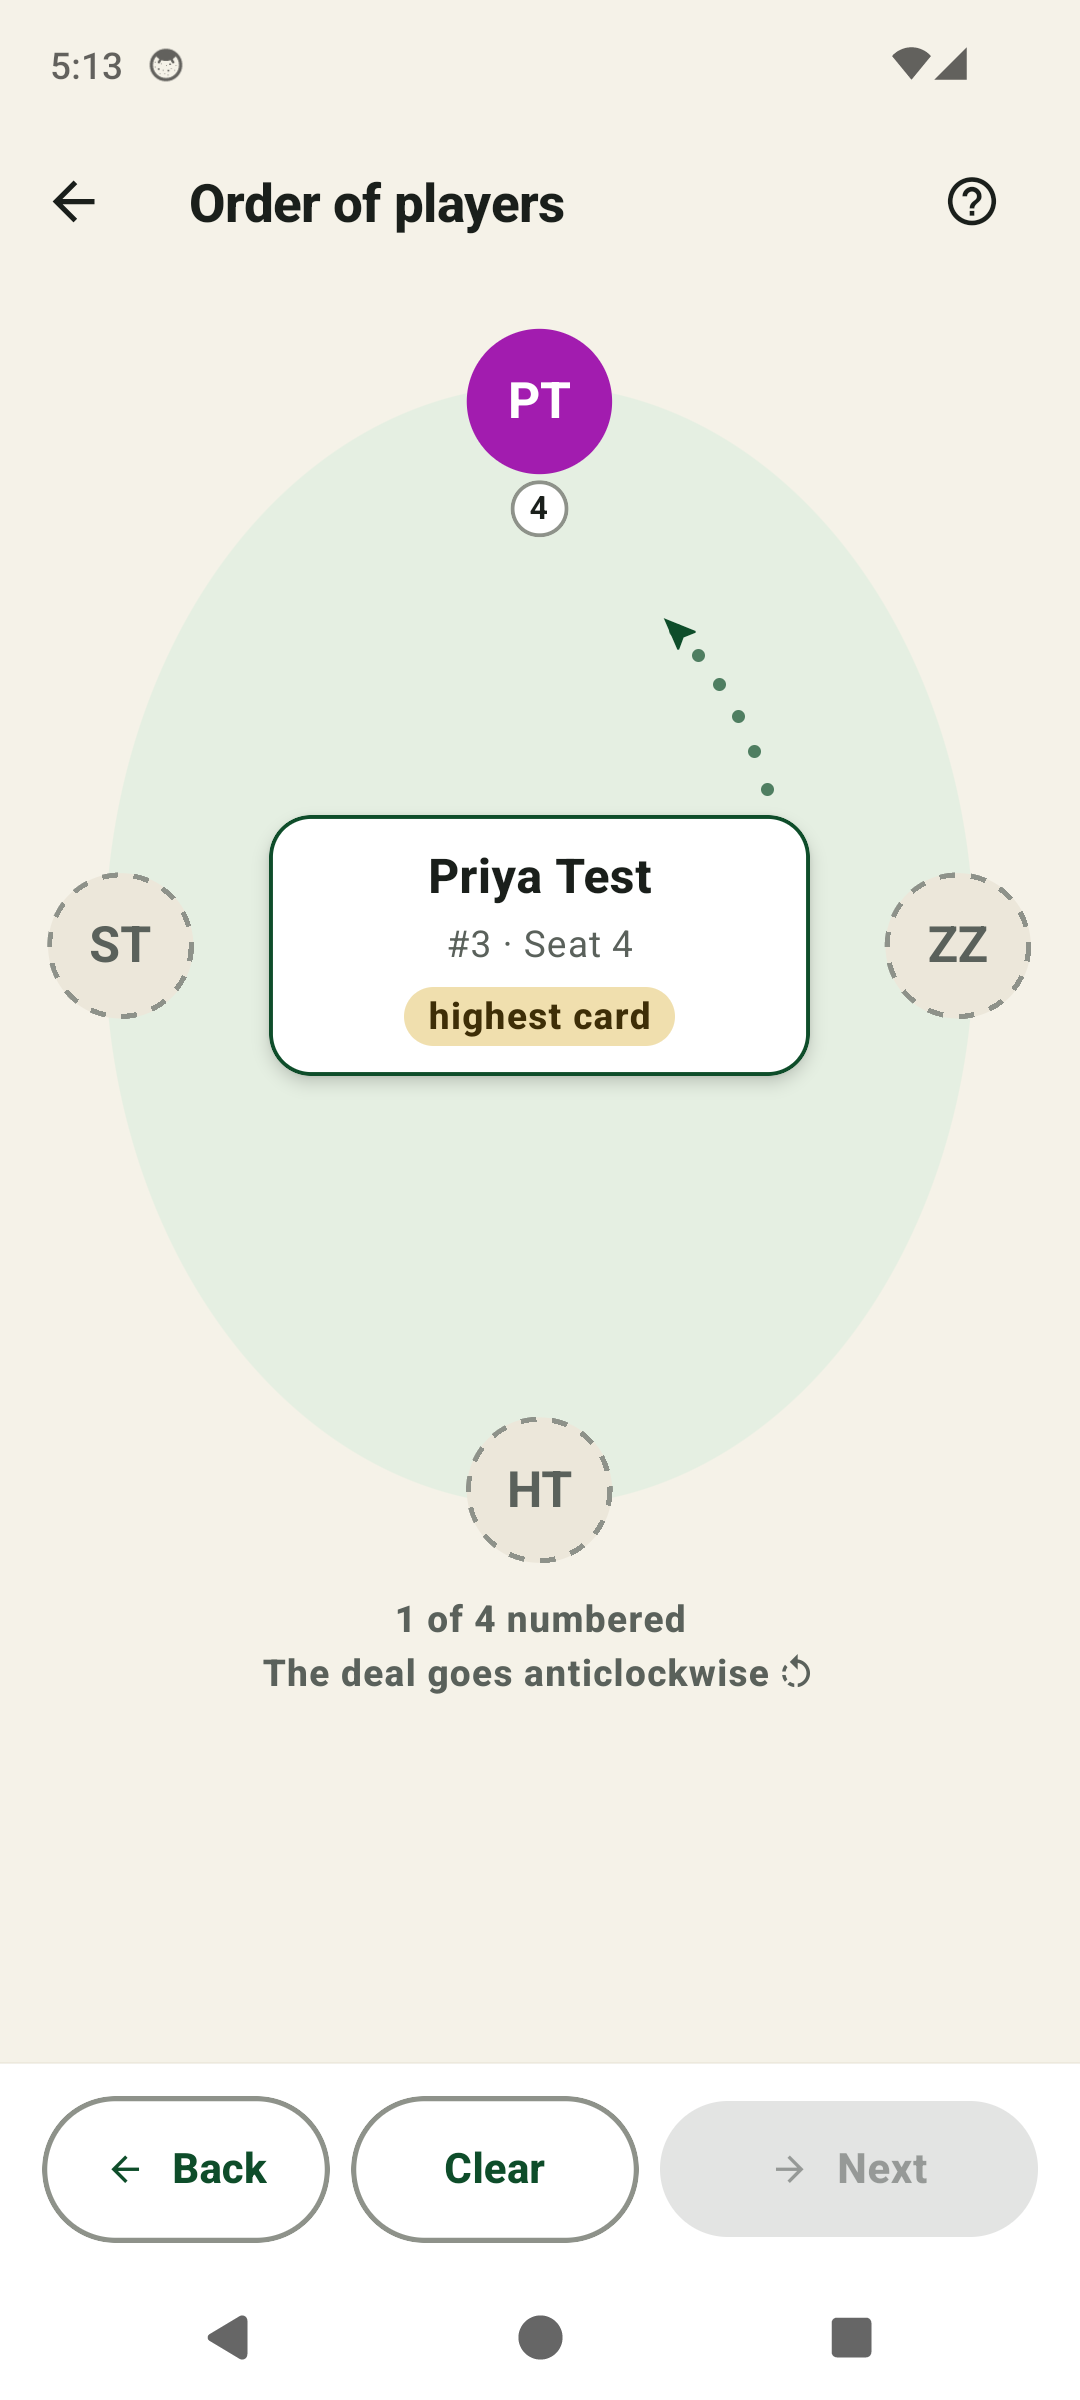 5:13
Order of players
PT
4
Priya Test
#3 · Seat 4
highest card
ST
ZZ
HT
1 of 4 numbered
The deal goes anticlockwise
Back
Clear
Next